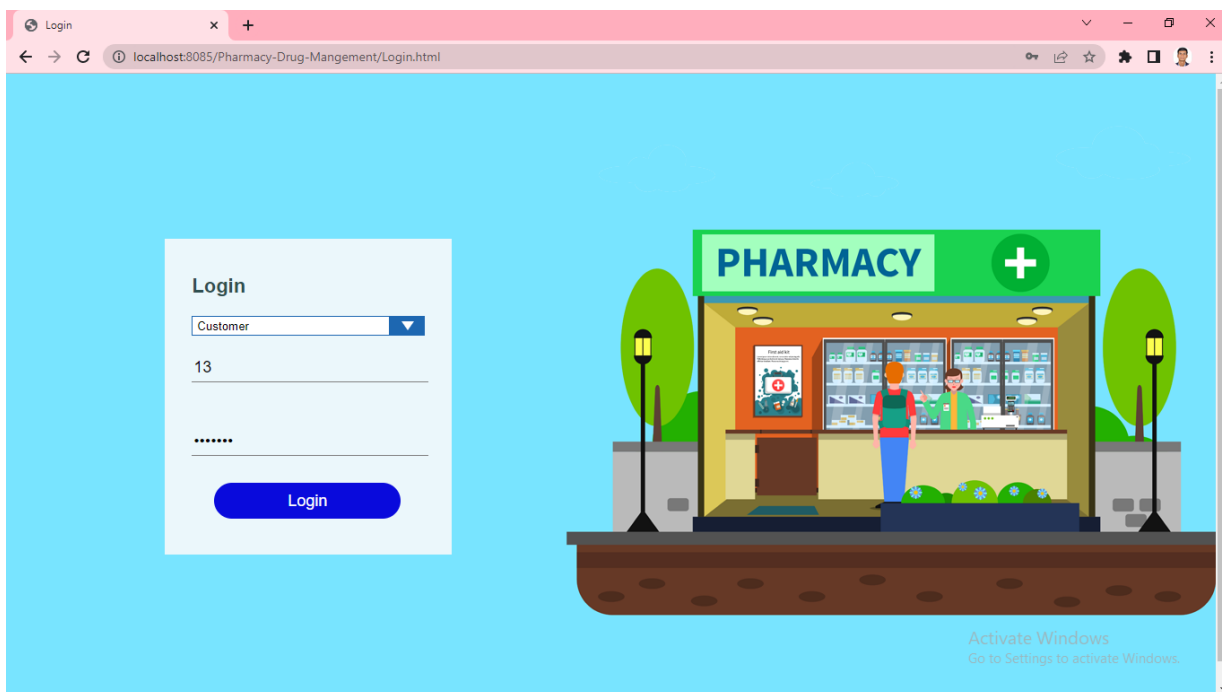 Login
localhost:8085/Pharmacy-Drug-Mangement/Login.html
PHARMACY
Login
Customer
13
•••••••
Login
First aid kit
Activate Windows
Go to Settings to activate Windows.